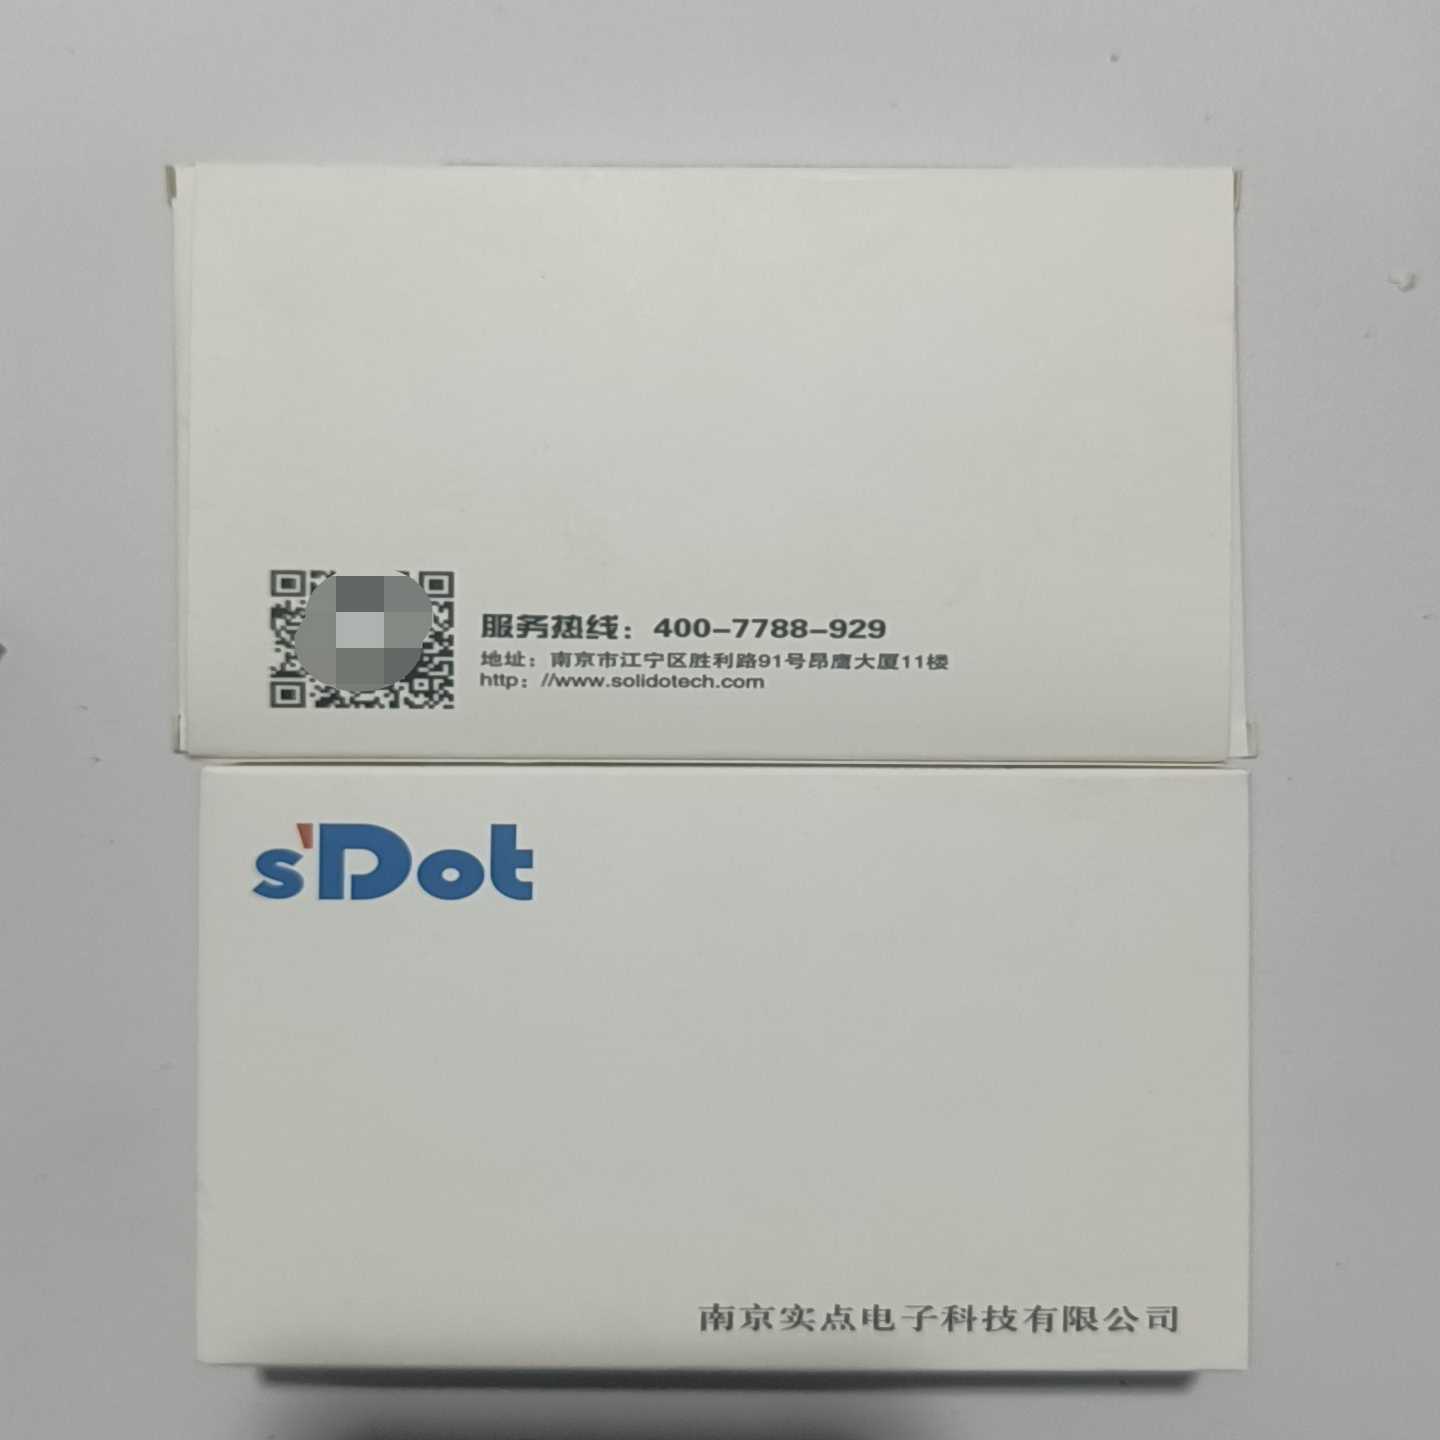 服务热线：400-7788-929
地址：南京市江宁区胜利路91号昂鹰大厦11楼
http：//www.solidotech.com
s'Dot
南京实点电子科技有限公司